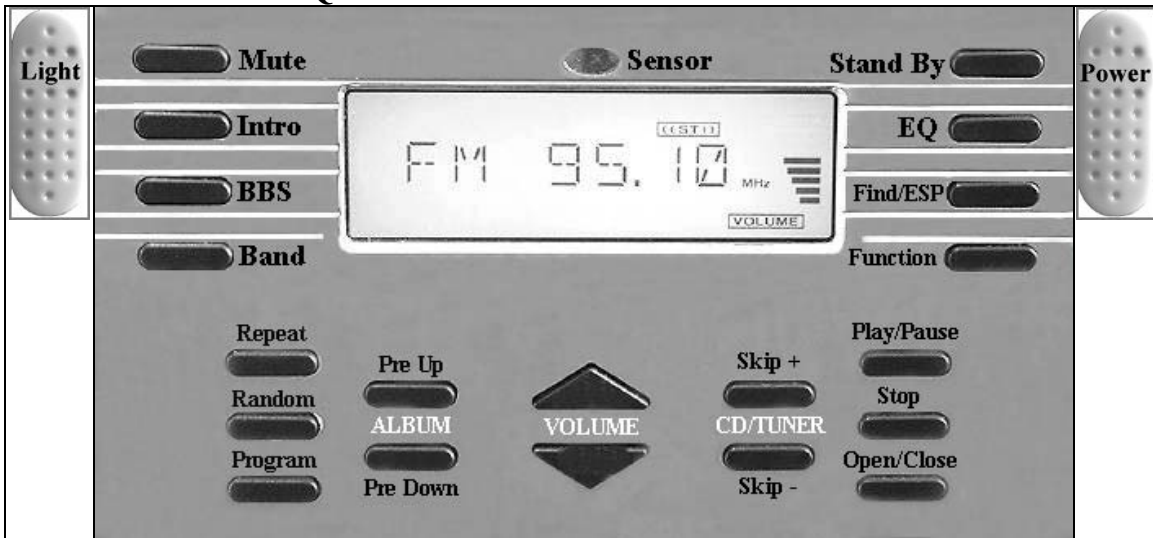 Light
Mute
Sensor
Stand By
Power
Intro
EQ
((ST))
FM 95.10 MHz
BBS
Find/ESP
VOLUME
Band
Function
Repeat
Play/Pause
Pre Up
Skip +
Random
Stop
ALBUM
VOLUME
CD/TUNER
Program
Open/Close
Pre Down
Skip -